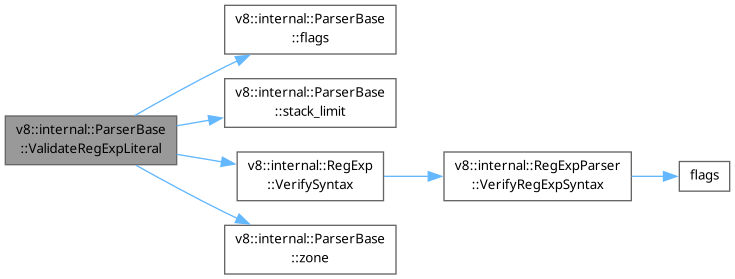 v8::internal::ParserBase
::flags
v8::internal::ParserBase
::stack_limit
v8::internal::ParserBase
::ValidateRegExpLiteral
v8::internal::RegExp
::VerifySyntax
v8::internal::RegExpParser
::VerifyRegExpSyntax
flags
v8::internal::ParserBase
::zone